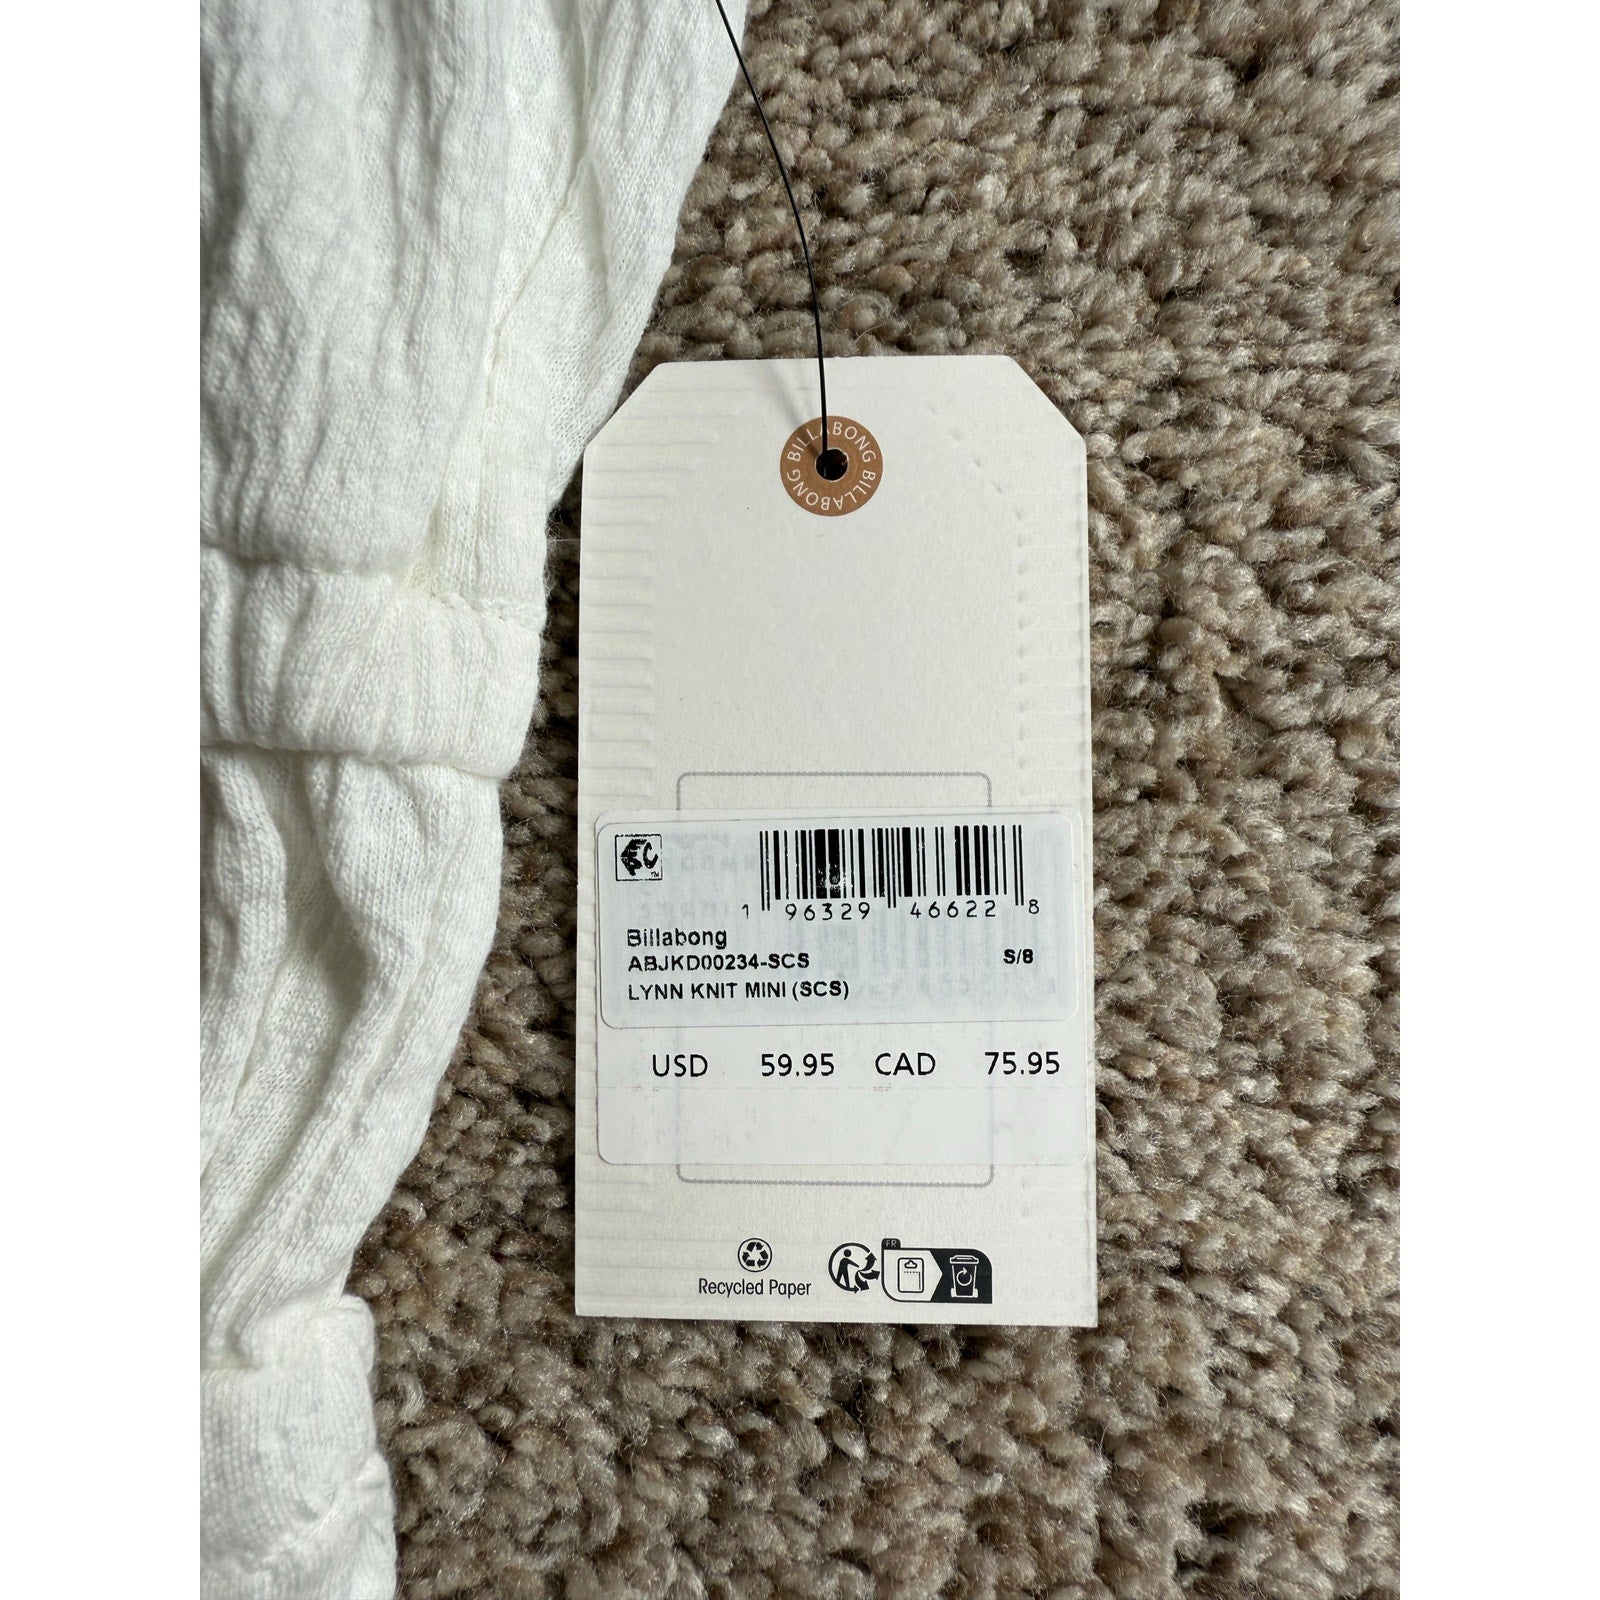 BILLABONG BILLABONG
1 96329 46622 8
Billabong
ABJKD00234-SCS S/8
LYNN KNIT MINI (SCS)
USD 59.95 CAD 75.95
FR
Recycled Paper